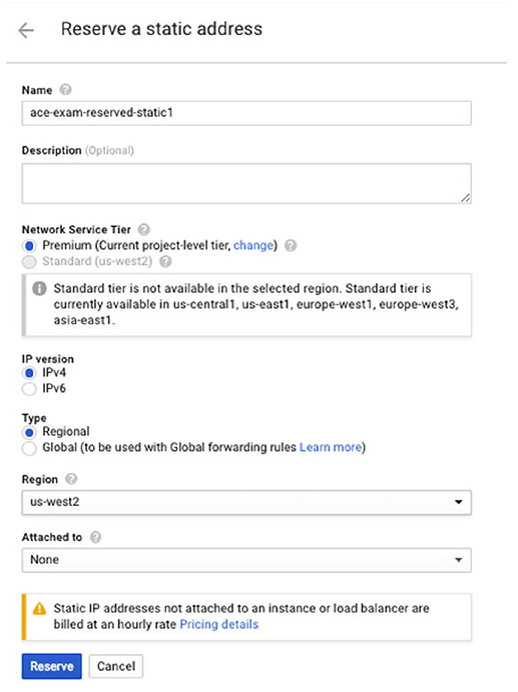 Reserve a static address
Name
ace-exam-reserved-static1
Description (Optional)
Network Service Tier
Premium (Current project-level tier, change)
Standard (us-west2)
Standard tier is not available in the selected region. Standard tier is
currently available in us-central1, us-east1, europe-west1, europe-west3,
asia-east1.
IP version
IPv4
IPv6
Type
Regional
Global (to be used with Global forwarding rules Learn more)
Region
us-west2
Attached to
None
Static IP addresses not attached to an instance or load balancer are
billed at an hourly rate Pricing details
Reserve Cancel